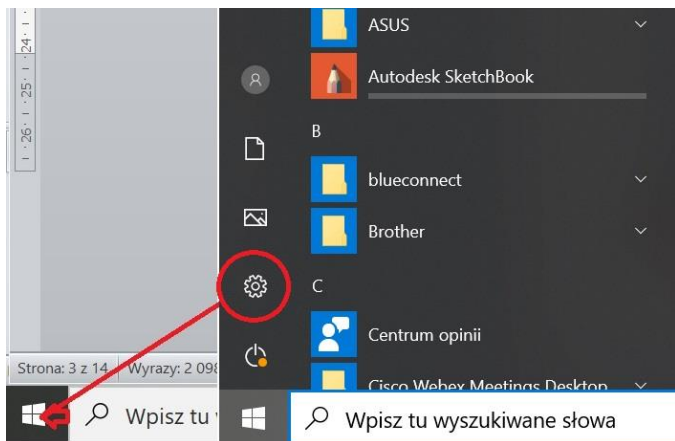 · 24 · ı · 25 · ı · 26 · ı
Strona: 3 z 14 Wyrazy: 2 098
Wpisz tu
ASUS
Autodesk SketchBook
B
blueconnect
Brother
C
Centrum opinii
Cisco Webex Meetings Desktop
Wpisz tu wyszukiwane słowa